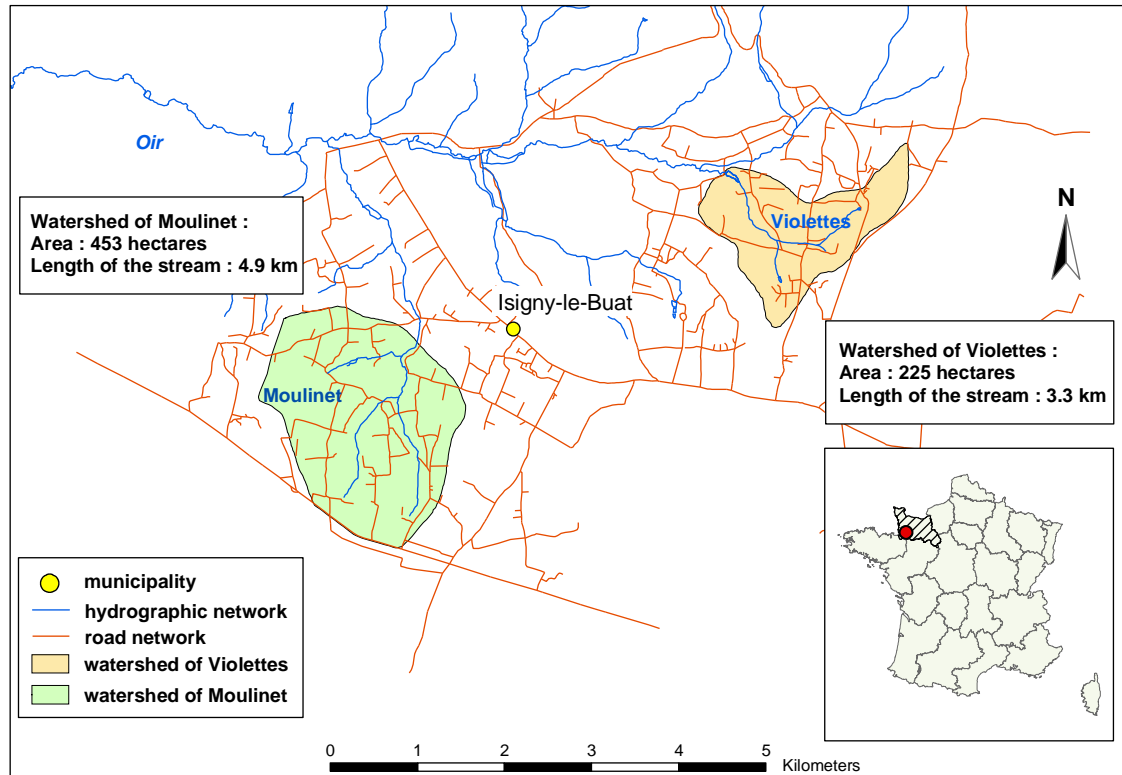 Oir
Watershed of Moulinet :
Area : 453 hectares
Length of the stream : 4.9 km
Violettes
N
Isigny-le-Buat
Watershed of Violettes :
Area : 225 hectares
Length of the stream : 3.3 km
Moulinet
municipality
hydrographic network
road network
watershed of Violettes
watershed of Moulinet
0 1 2 3 4 5
Kilometers